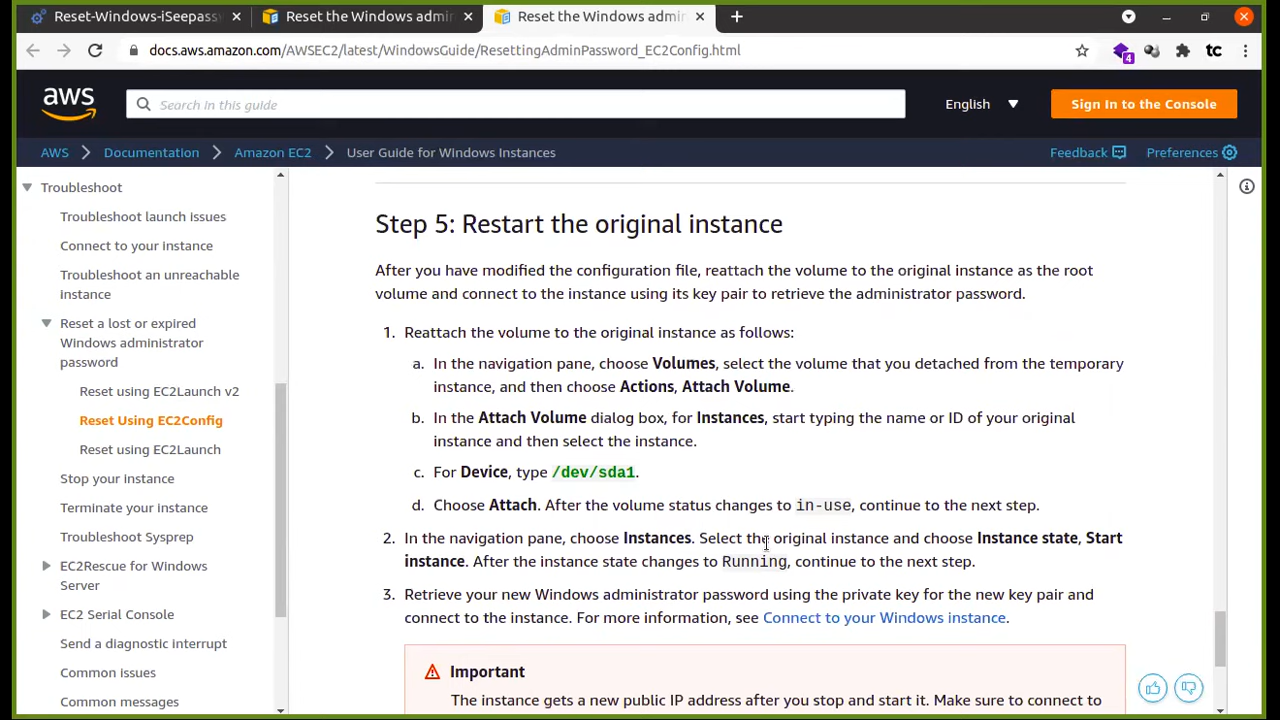 Reset-Windows-iSeepass
Reset the Windows admin
Reset the Windows admin
docs.aws.amazon.com/AWSEC2/latest/WindowsGuide/ResettingAdminPassword_EC2Config.html
4
tc
aws
Search in this guide
English
Sign In to the Console
AWS
Documentation
Amazon EC2
User Guide for Windows Instances
Feedback
Preferences
Troubleshoot
Troubleshoot launch issues
Connect to your instance
Troubleshoot an unreachable
instance
Reset a lost or expired
Windows administrator
password
Reset using EC2Launch v2
Reset Using EC2Config
Reset using EC2Launch
Stop your instance
Terminate your instance
Troubleshoot Sysprep
EC2Rescue for Windows
Server
EC2 Serial Console
Send a diagnostic interrupt
Common issues
Common messages
Step 5: Restart the original instance
After you have modified the configuration file, reattach the volume to the original instance as the root
volume and connect to the instance using its key pair to retrieve the administrator password.
1. Reattach the volume to the original instance as follows:
a. In the navigation pane, choose Volumes, select the volume that you detached from the temporary
instance, and then choose Actions, Attach Volume.
b. In the Attach Volume dialog box, for Instances, start typing the name or ID of your original
instance and then select the instance.
c. For Device, type /dev/sda1.
d. Choose Attach. After the volume status changes to in-use, continue to the next step.
2. In the navigation pane, choose Instances. Select the original instance and choose Instance state, Start
instance. After the instance state changes to Running, continue to the next step.
3. Retrieve your new Windows administrator password using the private key for the new key pair and
connect to the instance. For more information, see Connect to your Windows instance.
Important
The instance gets a new public IP address after you stop and start it. Make sure to connect to